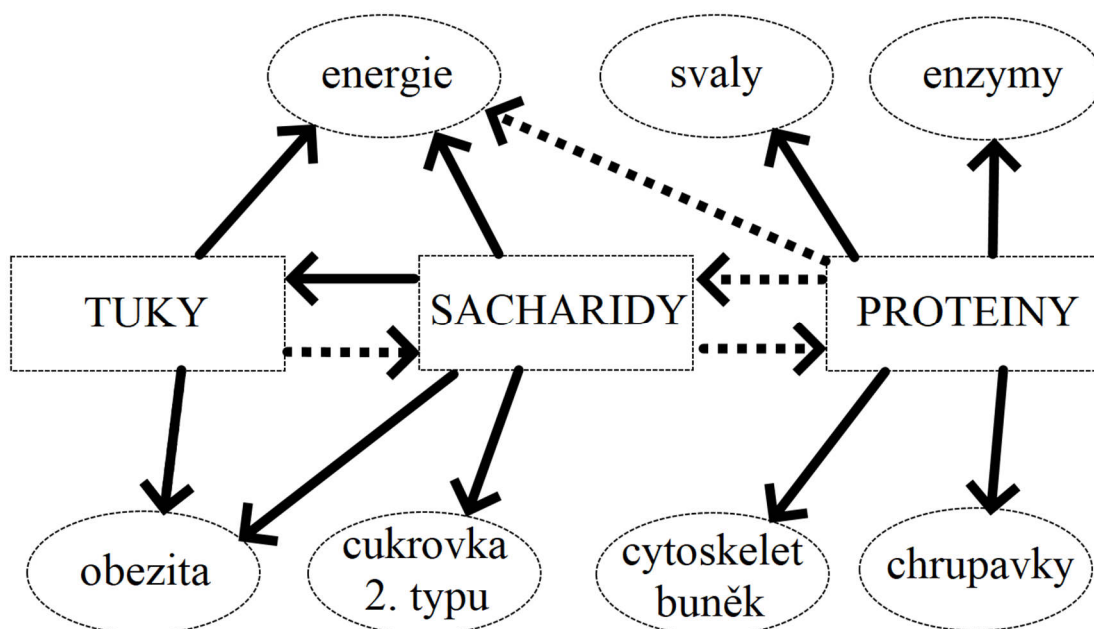 energie
svaly
enzymy
TUKY
SACHARIDY
PROTEINY
obezita
cukrovka
2. typu
cytoskelet
buněk
chrupavky